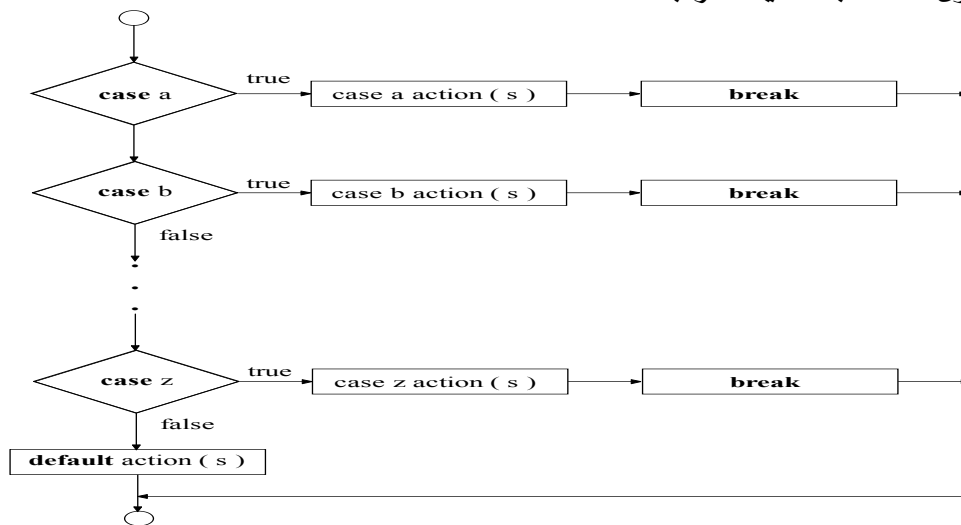 true
case a case a action ( s ) break
true
case b case b action ( s ) break
false
true
case z case z action ( s ) break
false
default action ( s )